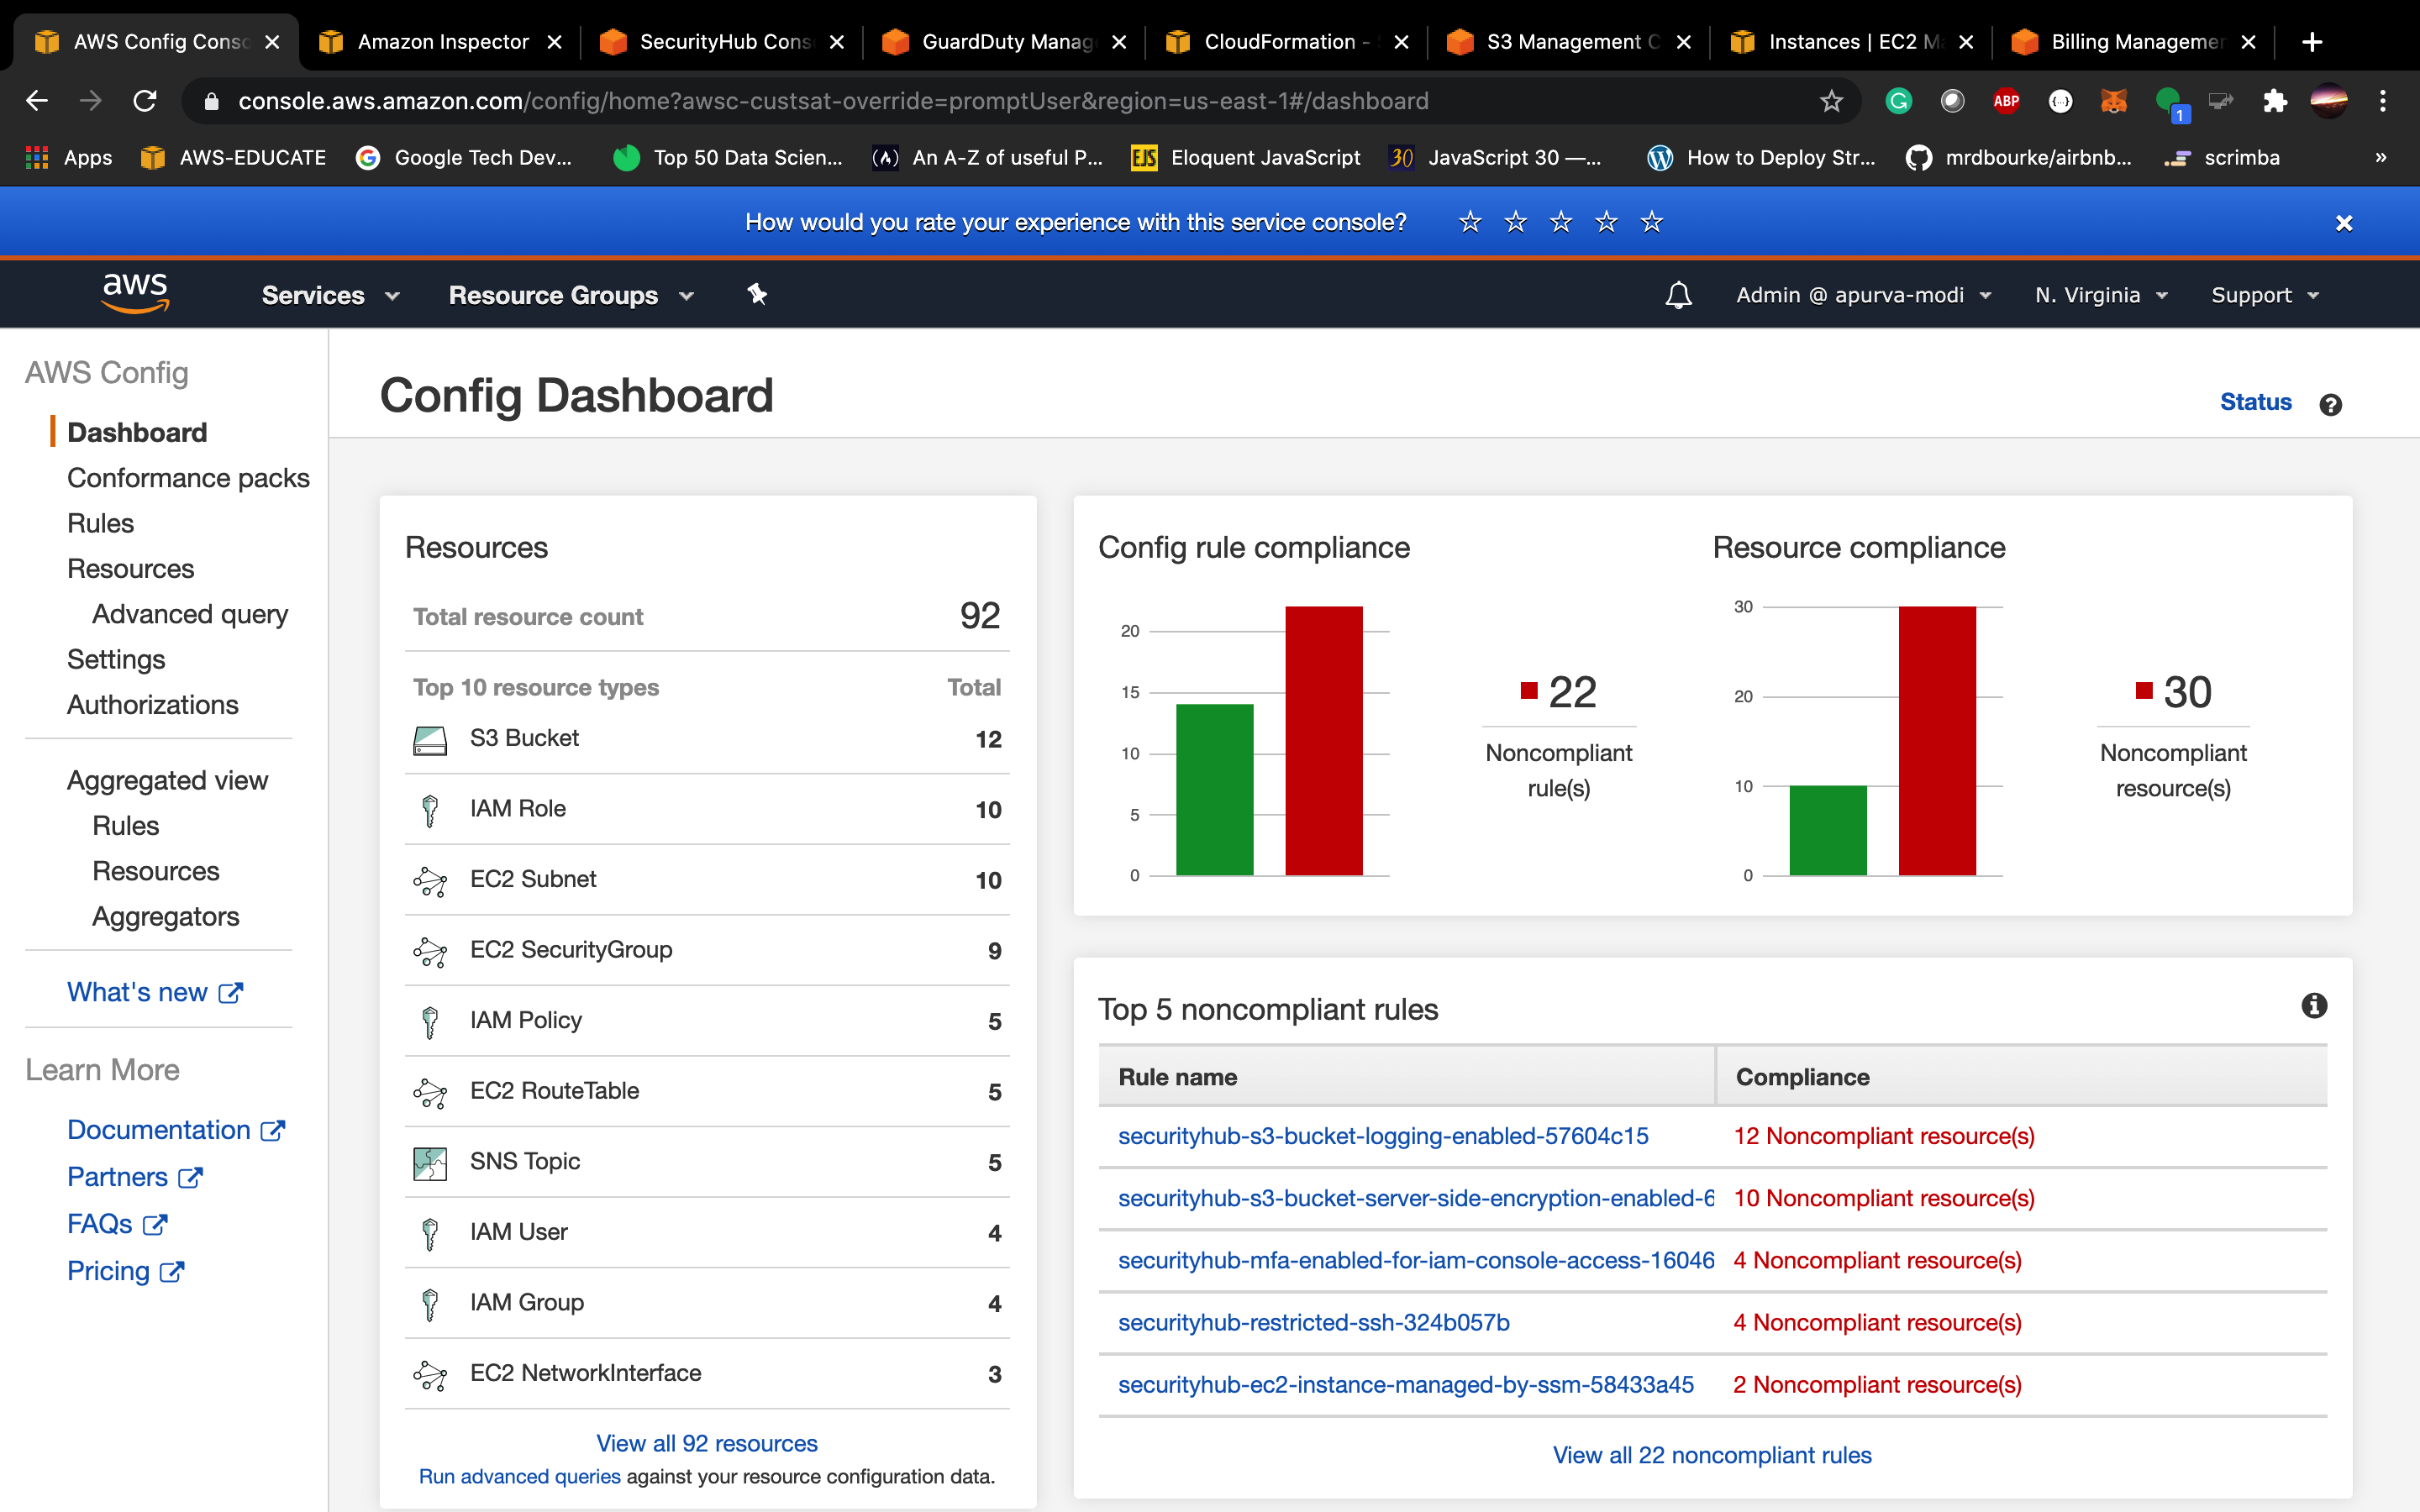 AWS Config Conso
Amazon Inspector
SecurityHub Cons
GuardDuty Manag
CloudFormation -
S3 Management C
Instances | EC2 M
Billing Managemen
console.aws.amazon.com/config/home?awsc-custsat-override=promptUser&region=us-east-1#/dashboard
ABP
1
Apps
AWS-EDUCATE
Google Tech Dev...
Top 50 Data Scien...
An A-Z of useful P...
EJS
Eloquent JavaScript
30
JavaScript 30 —...
How to Deploy Str...
mrdbourke/airbnb...
scrimba
»
How would you rate your experience with this service console?
aws
Services
Resource Groups
Admin @ apurva-modi
N. Virginia
Support
AWS Config
Dashboard
Conformance packs
Rules
Resources
Advanced query
Settings
Authorizations
Aggregated view
Rules
Resources
Aggregators
What's new
Learn More
Documentation
Partners
FAQs
Pricing
Config Dashboard
Status
Resources
Total resource count 92
Top 10 resource types Total
S3 Bucket 12
IAM Role 10
EC2 Subnet 10
EC2 SecurityGroup 9
IAM Policy 5
EC2 RouteTable 5
SNS Topic 5
IAM User 4
IAM Group 4
EC2 NetworkInterface 3
View all 92 resources
Run advanced queries against your resource configuration data.
Config rule compliance
20
15
10
5
0
22
Noncompliant
rule(s)
Resource compliance
30
20
10
0
30
Noncompliant
resource(s)
Top 5 noncompliant rules
Rule name Compliance
securityhub-s3-bucket-logging-enabled-57604c15 12 Noncompliant resource(s)
securityhub-s3-bucket-server-side-encryption-enabled-6 10 Noncompliant resource(s)
securityhub-mfa-enabled-for-iam-console-access-16046 4 Noncompliant resource(s)
securityhub-restricted-ssh-324b057b 4 Noncompliant resource(s)
securityhub-ec2-instance-managed-by-ssm-58433a45 2 Noncompliant resource(s)
View all 22 noncompliant rules